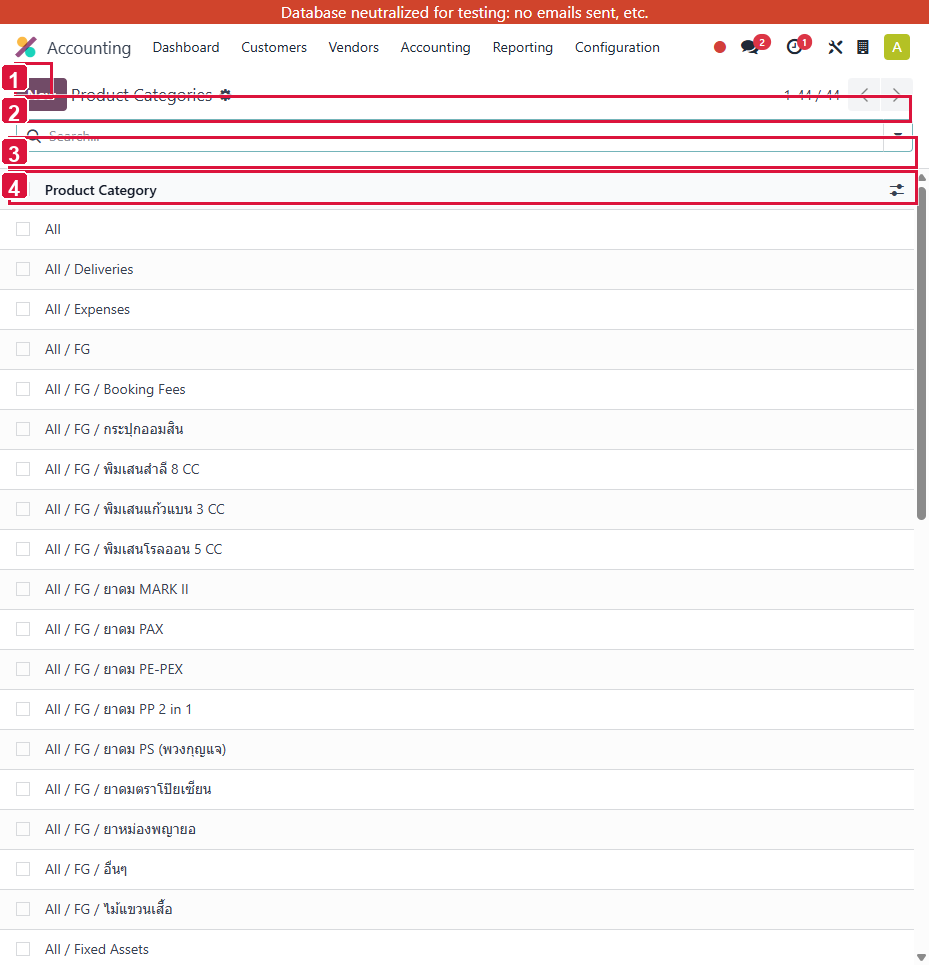 Database neutralized for testing: no emails sent, etc.
Accounting Dashboard Customers Vendors Accounting Reporting Configuration 2 1 A
1
New Product Categories 1-44 / 44
2
Search...
3
4 Product Category
All
All / Deliveries
All / Expenses
All / FG
All / FG / Booking Fees
All / FG / กระปุกออมสิน
All / FG / พิมเสนสำลี 8 CC
All / FG / พิมเสนแก้วแบน 3 CC
All / FG / พิมเสนโรลออน 5 CC
All / FG / ยาดม MARK II
All / FG / ยาดม PAX
All / FG / ยาดม PE-PEX
All / FG / ยาดม PP 2 in 1
All / FG / ยาดม PS (พวงกุญแจ)
All / FG / ยาดมตราโป๊ยเซียน
All / FG / ยาหม่องพญายอ
All / FG / อื่นๆ
All / FG / ไม้แขวนเสื้อ
All / Fixed Assets